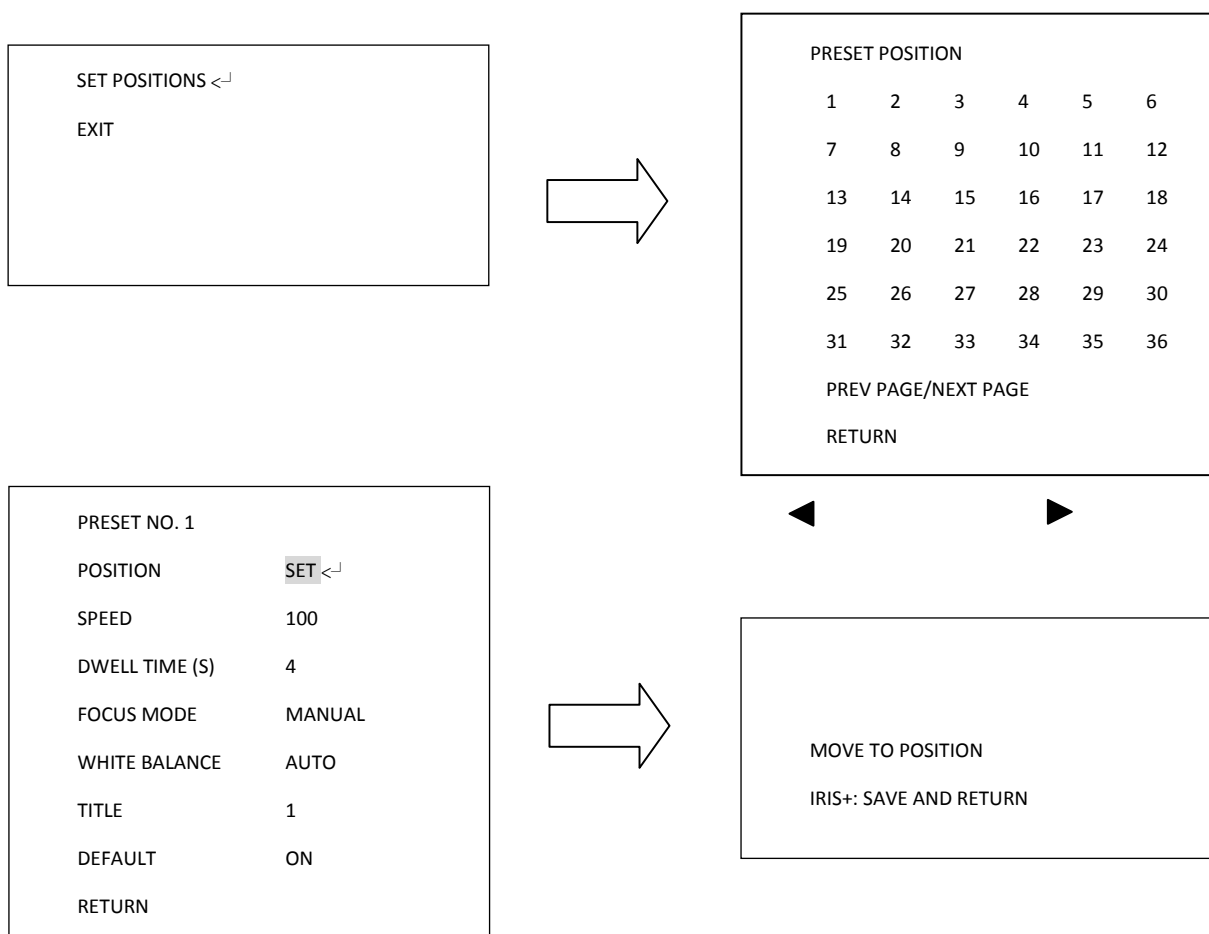 SET POSITIONS <┘
EXIT
PRESET POSITION
1 2 3 4 5 6
7 8 9 10 11 12
13 14 15 16 17 18
19 20 21 22 23 24
25 26 27 28 29 30
31 32 33 34 35 36
PREV PAGE/NEXT PAGE
RETURN
PRESET NO. 1
POSITION SET <┘
SPEED 100
DWELL TIME (S) 4
FOCUS MODE MANUAL
WHITE BALANCE AUTO
TITLE 1
DEFAULT ON
RETURN
MOVE TO POSITION
IRIS+: SAVE AND RETURN